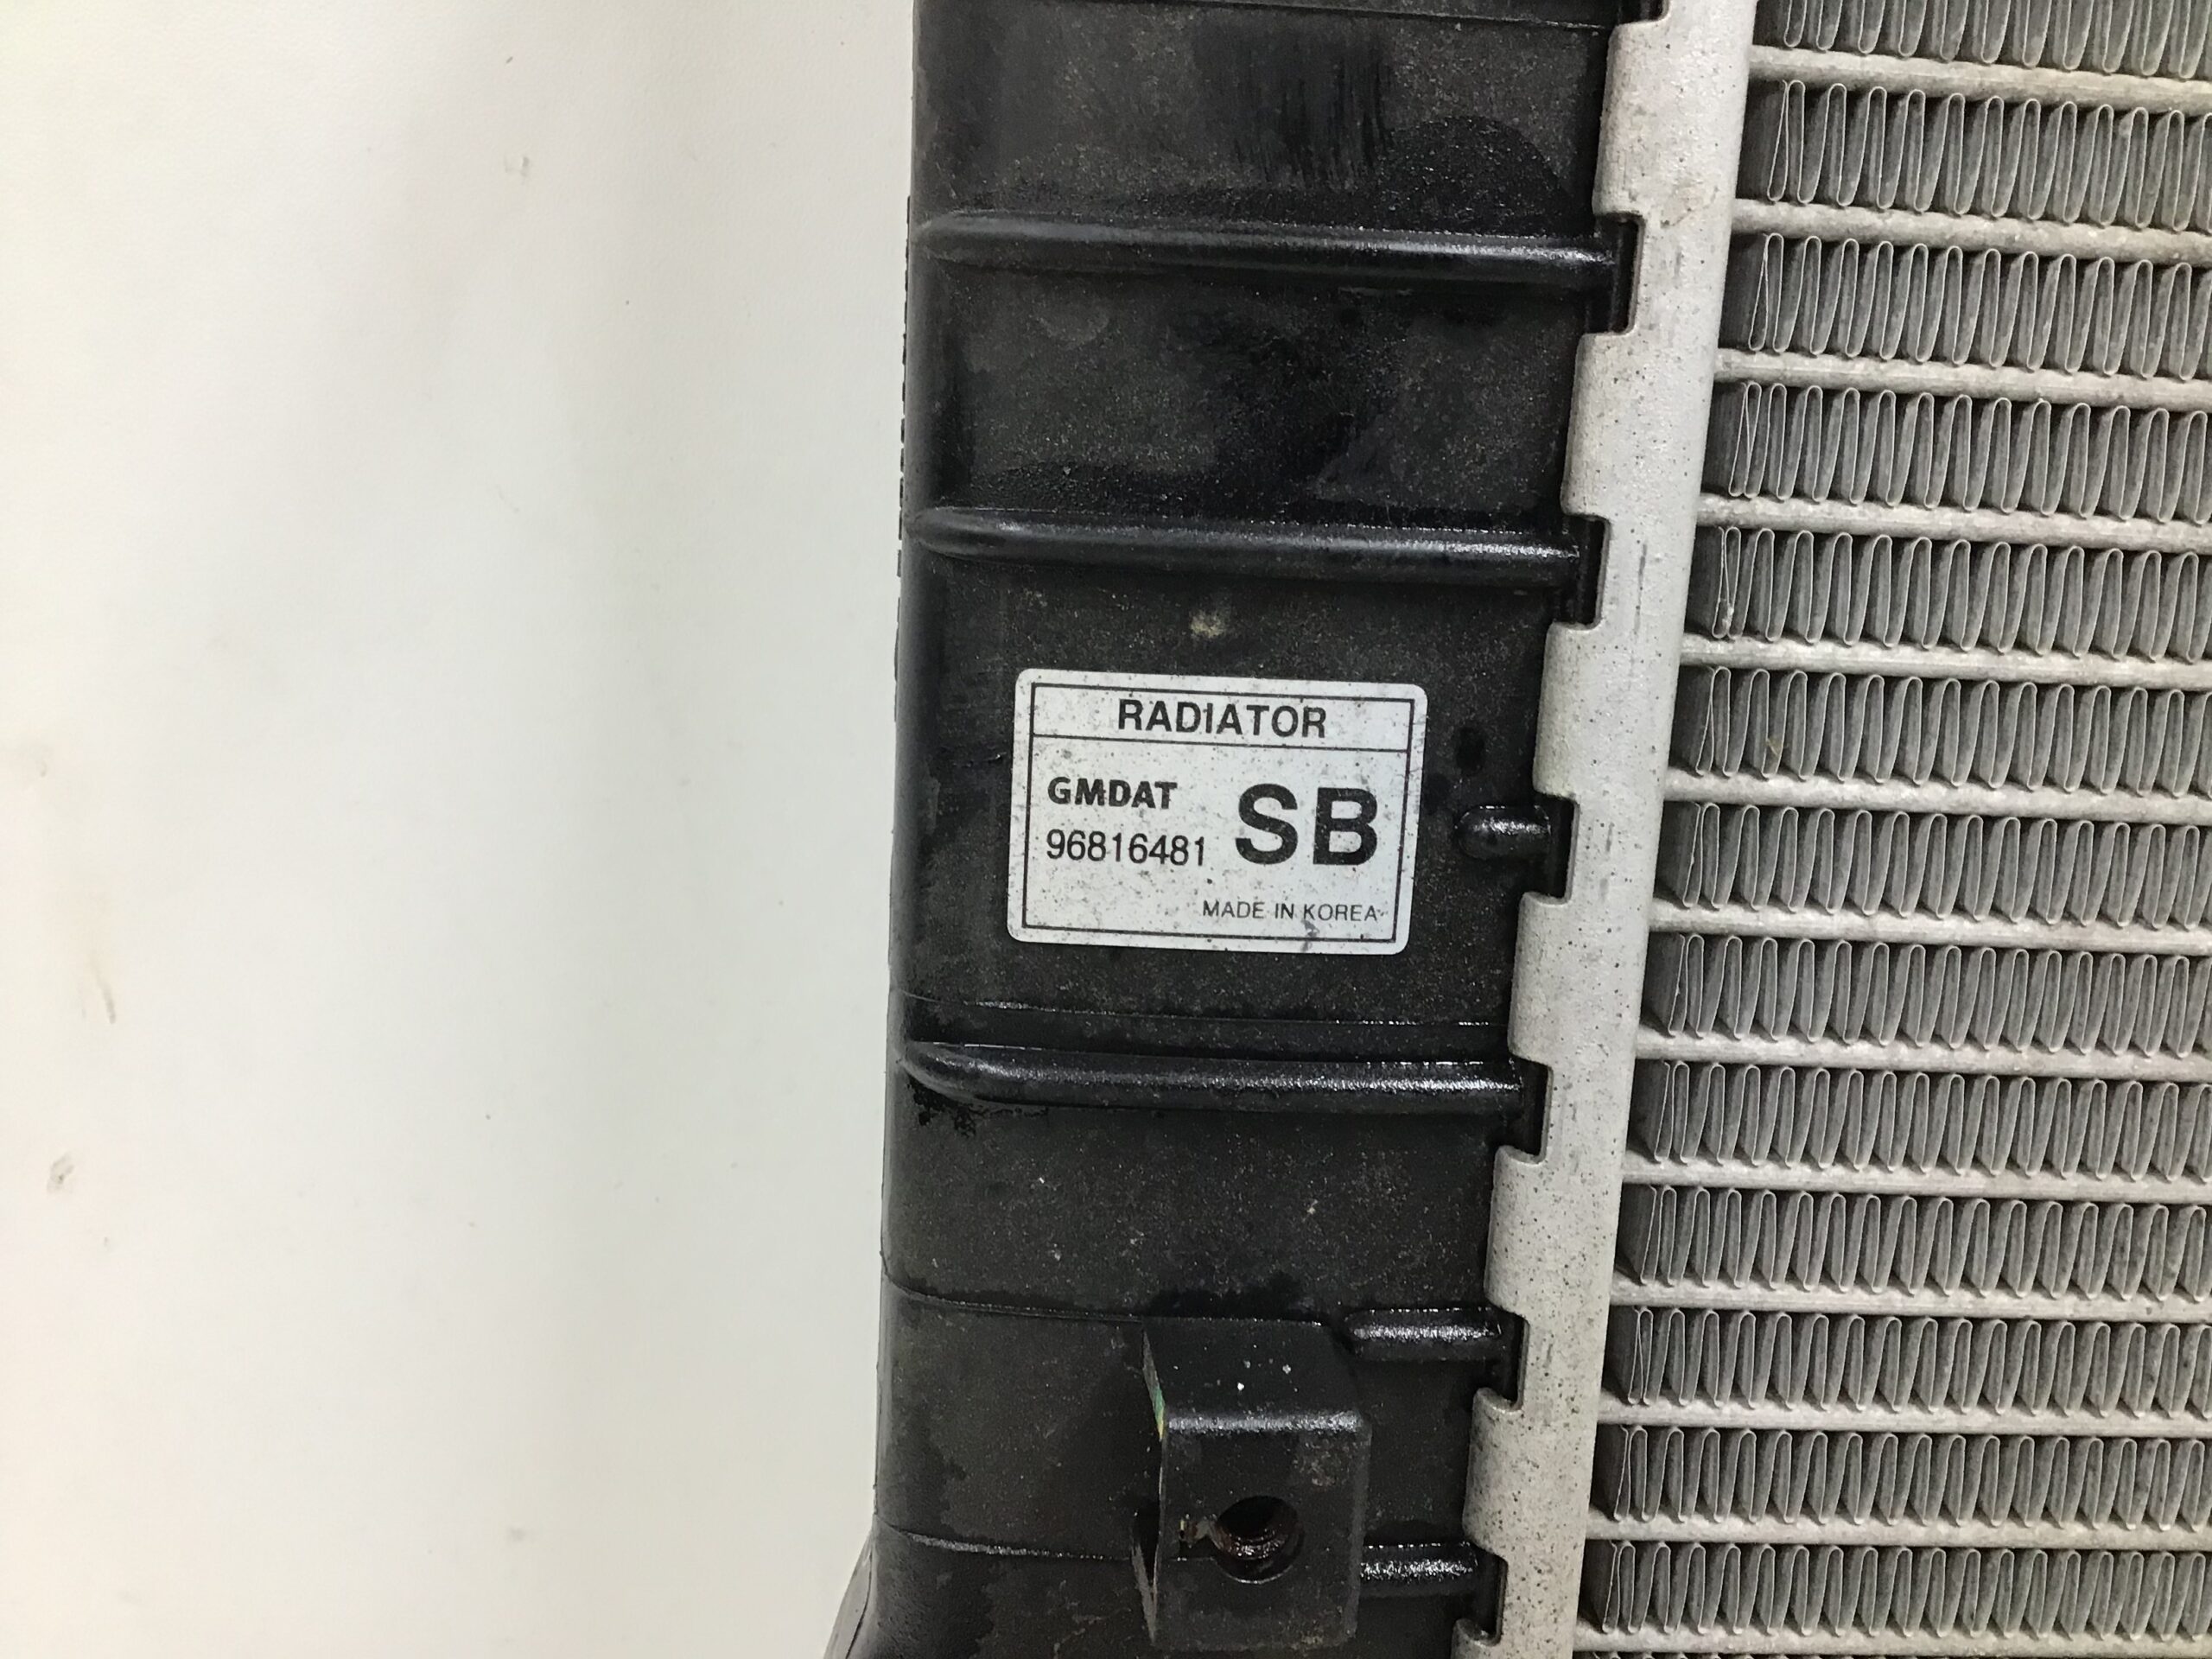 RADIATOR
GMDAT
96816481
SB
MADE IN KOREA